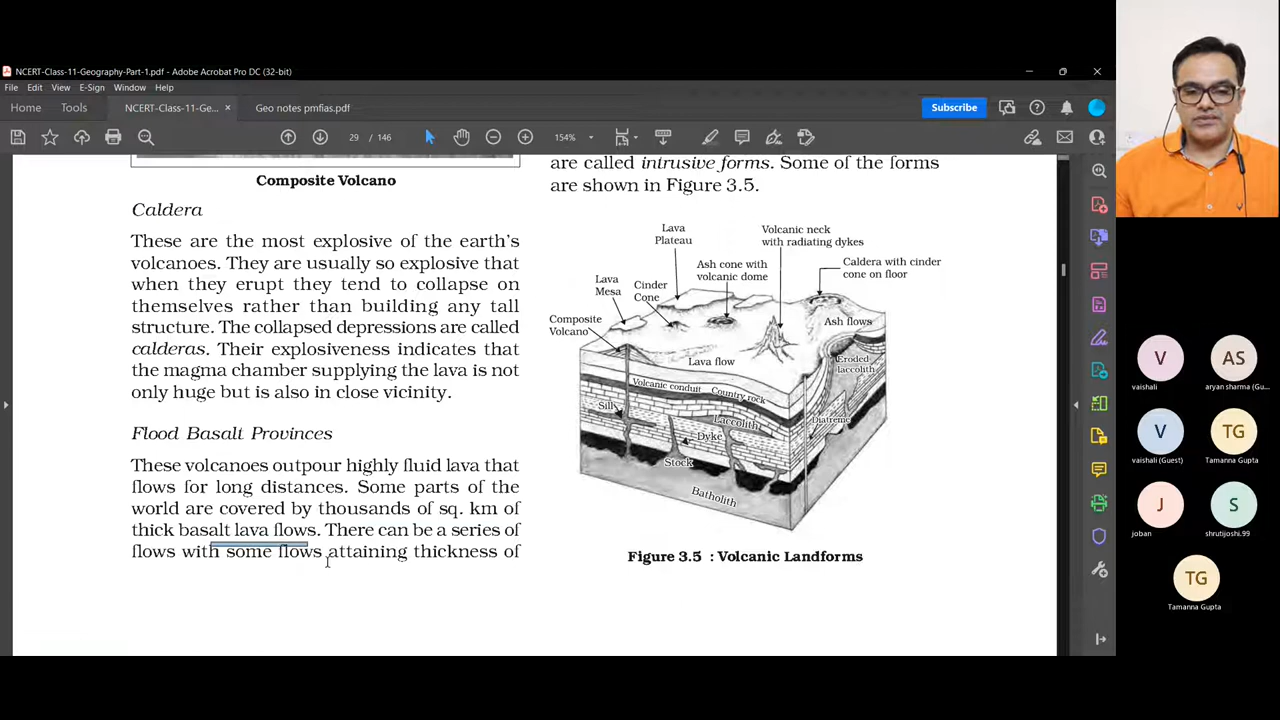 NCERT-Class-11-Geography-Part-1.pdf - Adobe Acrobat Pro DC (32-bit)
File Edit View E-Sign Window Help
Home Tools NCERT-Class-11-Ge... × Geo notes pmfias.pdf Subscribe
29 / 146 154%
Composite Volcano
Caldera
These are the most explosive of the earth's
volcanoes. They are usually so explosive that
when they erupt they tend to collapse on
themselves rather than building any tall
structure. The collapsed depressions are called
calderas. Their explosiveness indicates that
the magma chamber supplying the lava is not
only huge but is also in close vicinity.
Flood Basalt Provinces
These volcanoes outpour highly fluid lava that
flows for long distances. Some parts of the
world are covered by thousands of sq. km of
thick basalt lava flows. There can be a series of
flows with some flows attaining thickness of
are called intrusive forms. Some of the forms
are shown in Figure 3.5.
Lava
Plateau
Volcanic neck
with radiating dykes
Ash cone with
volcanic dome
Caldera with cinder
cone on floor
Lava
Mesa
Cinder
Cone
Composite
Volcano
Ash flows
Lava flow
Eroded
laccolith
Volcanic conduit
Country rock
Sill
Laccolith
Diatreme
Dyke
Stock
Batholith
Figure 3.5 : Volcanic Landforms
V
vaishali
AS
aryan sharma (Gu...
V
vaishali (Guest)
TG
Tamanna Gupta
J
joban
S
shrutijoshi.99
TG
Tamanna Gupta